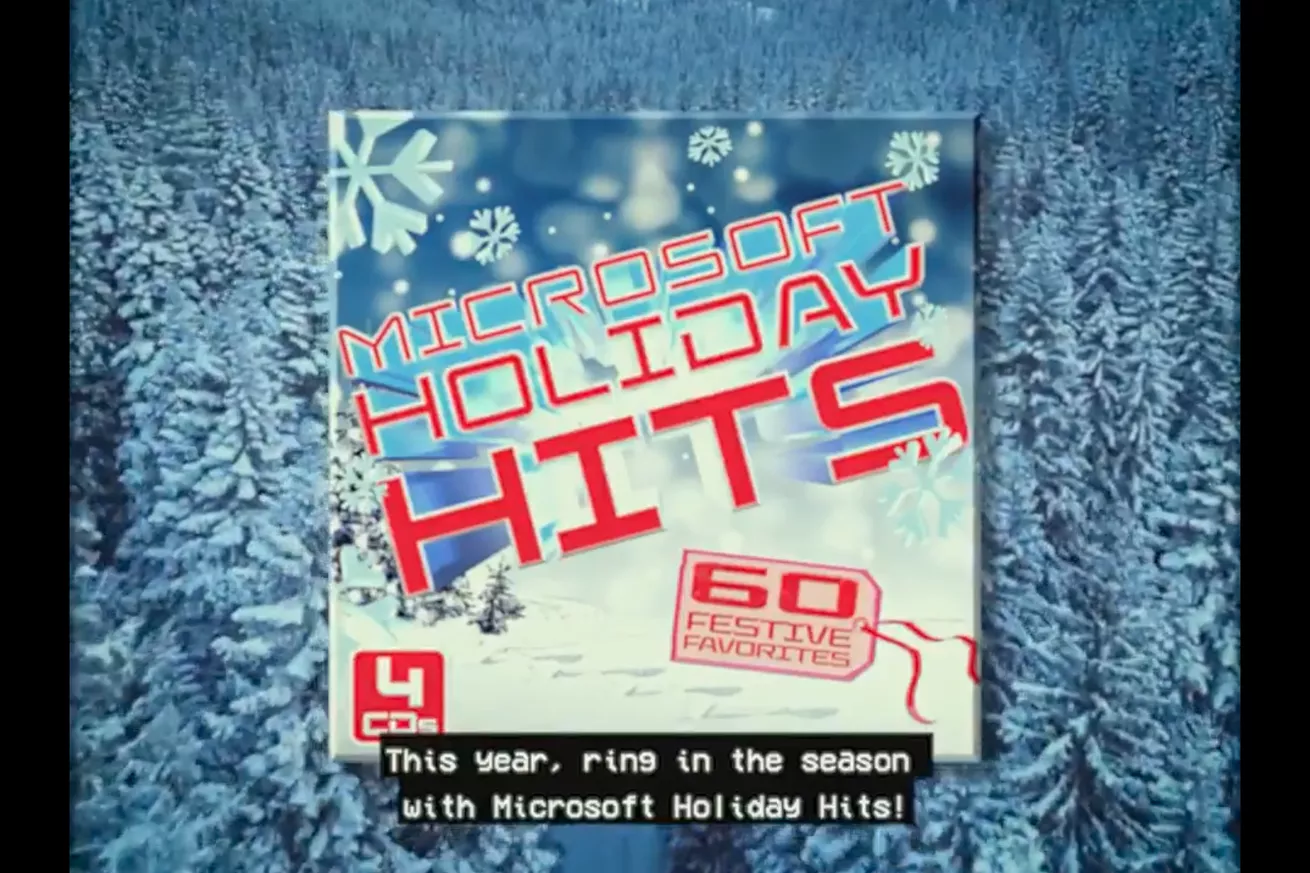 MICROSOFT
HOLIDAY
HITS
60
FESTIVE
FAVORITES
4
CDs
This year, ring in the season
with Microsoft Holiday Hits!